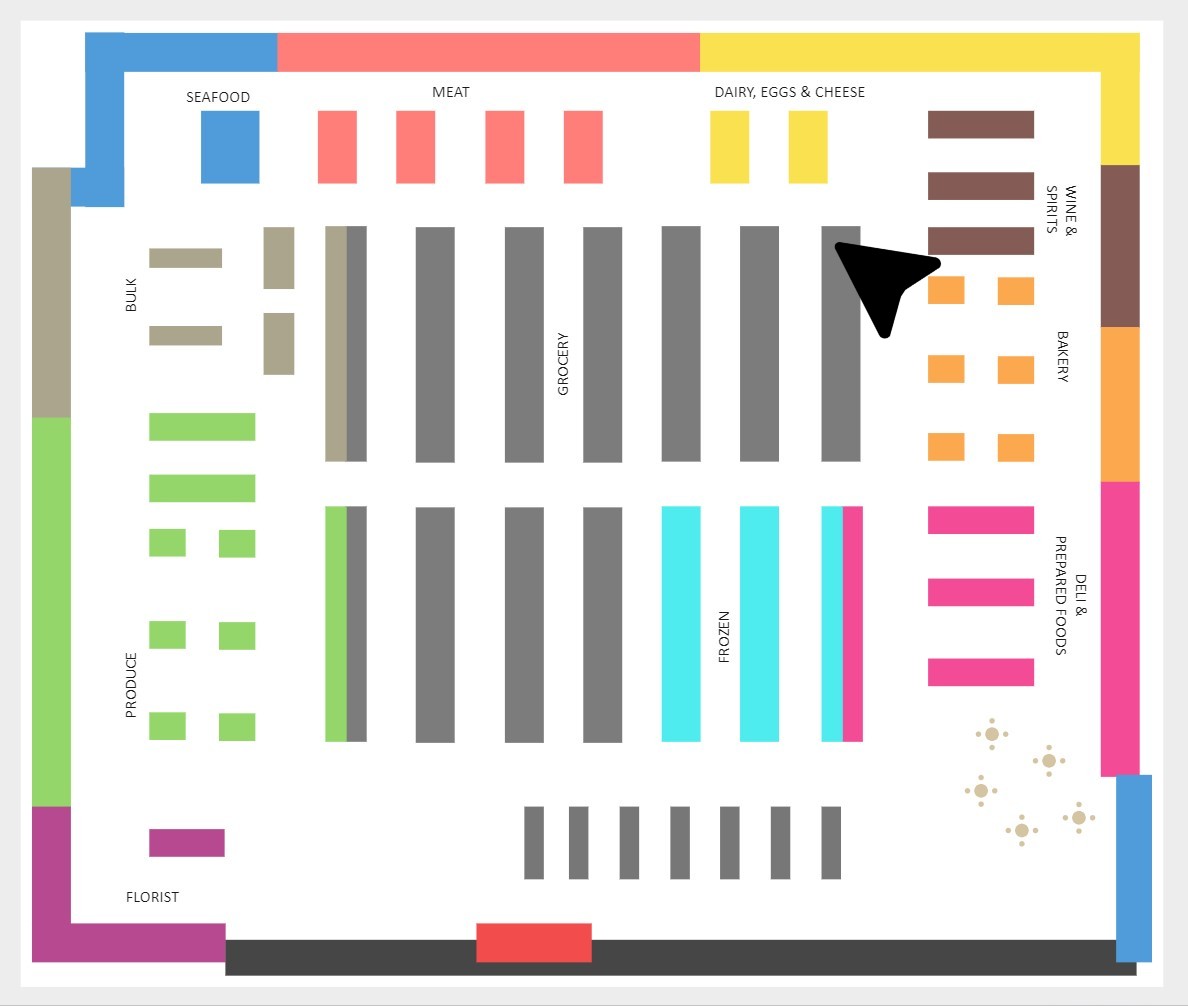 SEAFOOD
MEAT
DAIRY, EGGS & CHEESE
WINE &
SPIRITS
BULK
GROCERY
BAKERY
DELI &
PREPARED FOODS
FROZEN
PRODUCE
FLORIST